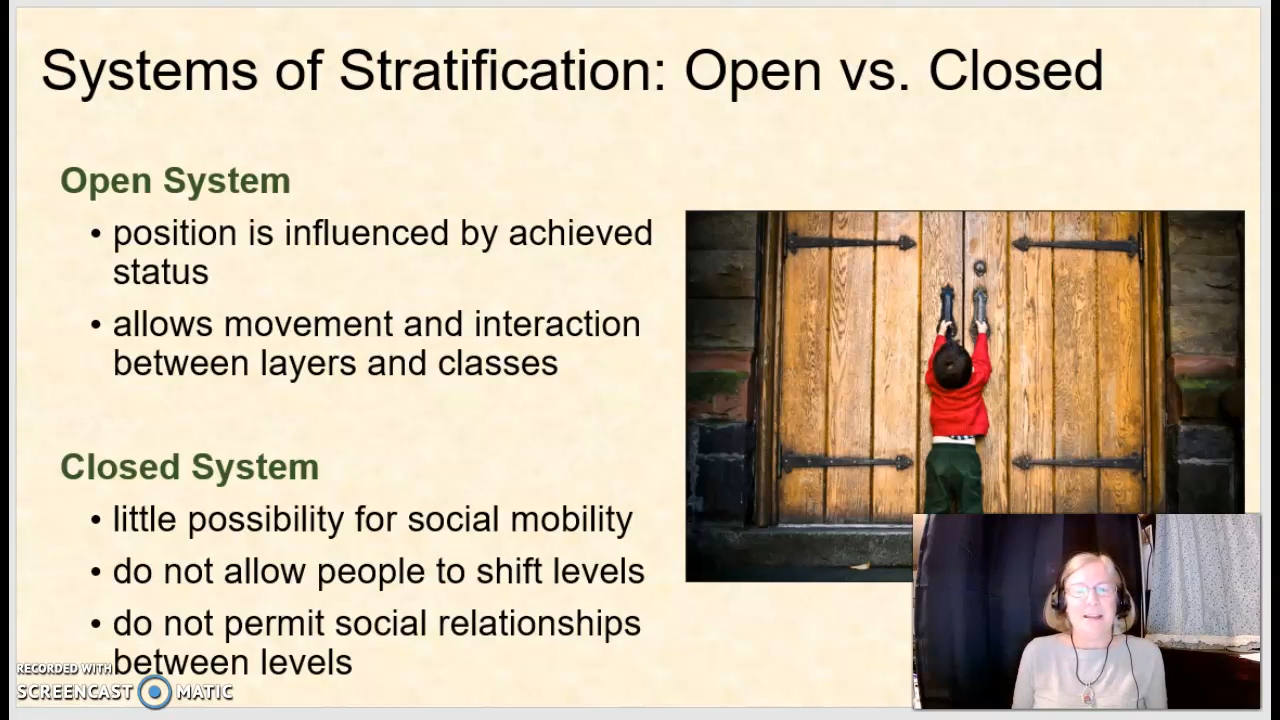 Systems of Stratification: Open vs. Closed
Open System
• position is influenced by achieved
status
• allows movement and interaction
between layers and classes
Closed System
• little possibility for social mobility
• do not allow people to shift levels
• do not permit social relationships
between levels
RECORDED WITH
SCREENCAST MATIC